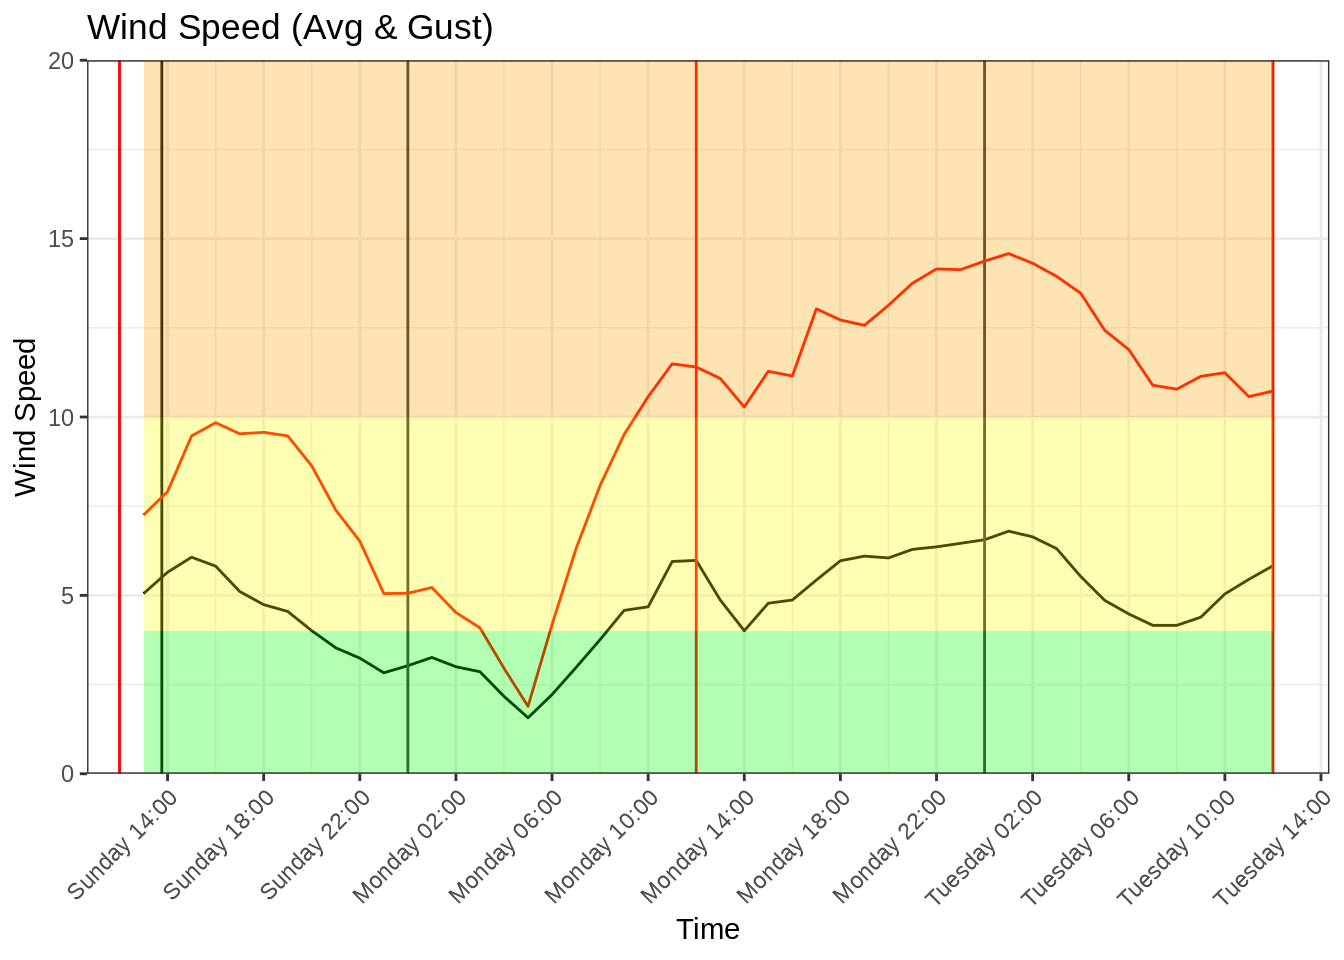 Wind Speed (Avg & Gust)
20
15
10
5
0
Wind Speed
Sunday 14:00
Sunday 18:00
Sunday 22:00
Monday 02:00
Monday 06:00
Monday 10:00
Monday 14:00
Monday 18:00
Monday 22:00
Tuesday 02:00
Tuesday 06:00
Tuesday 10:00
Tuesday 14:00
Time